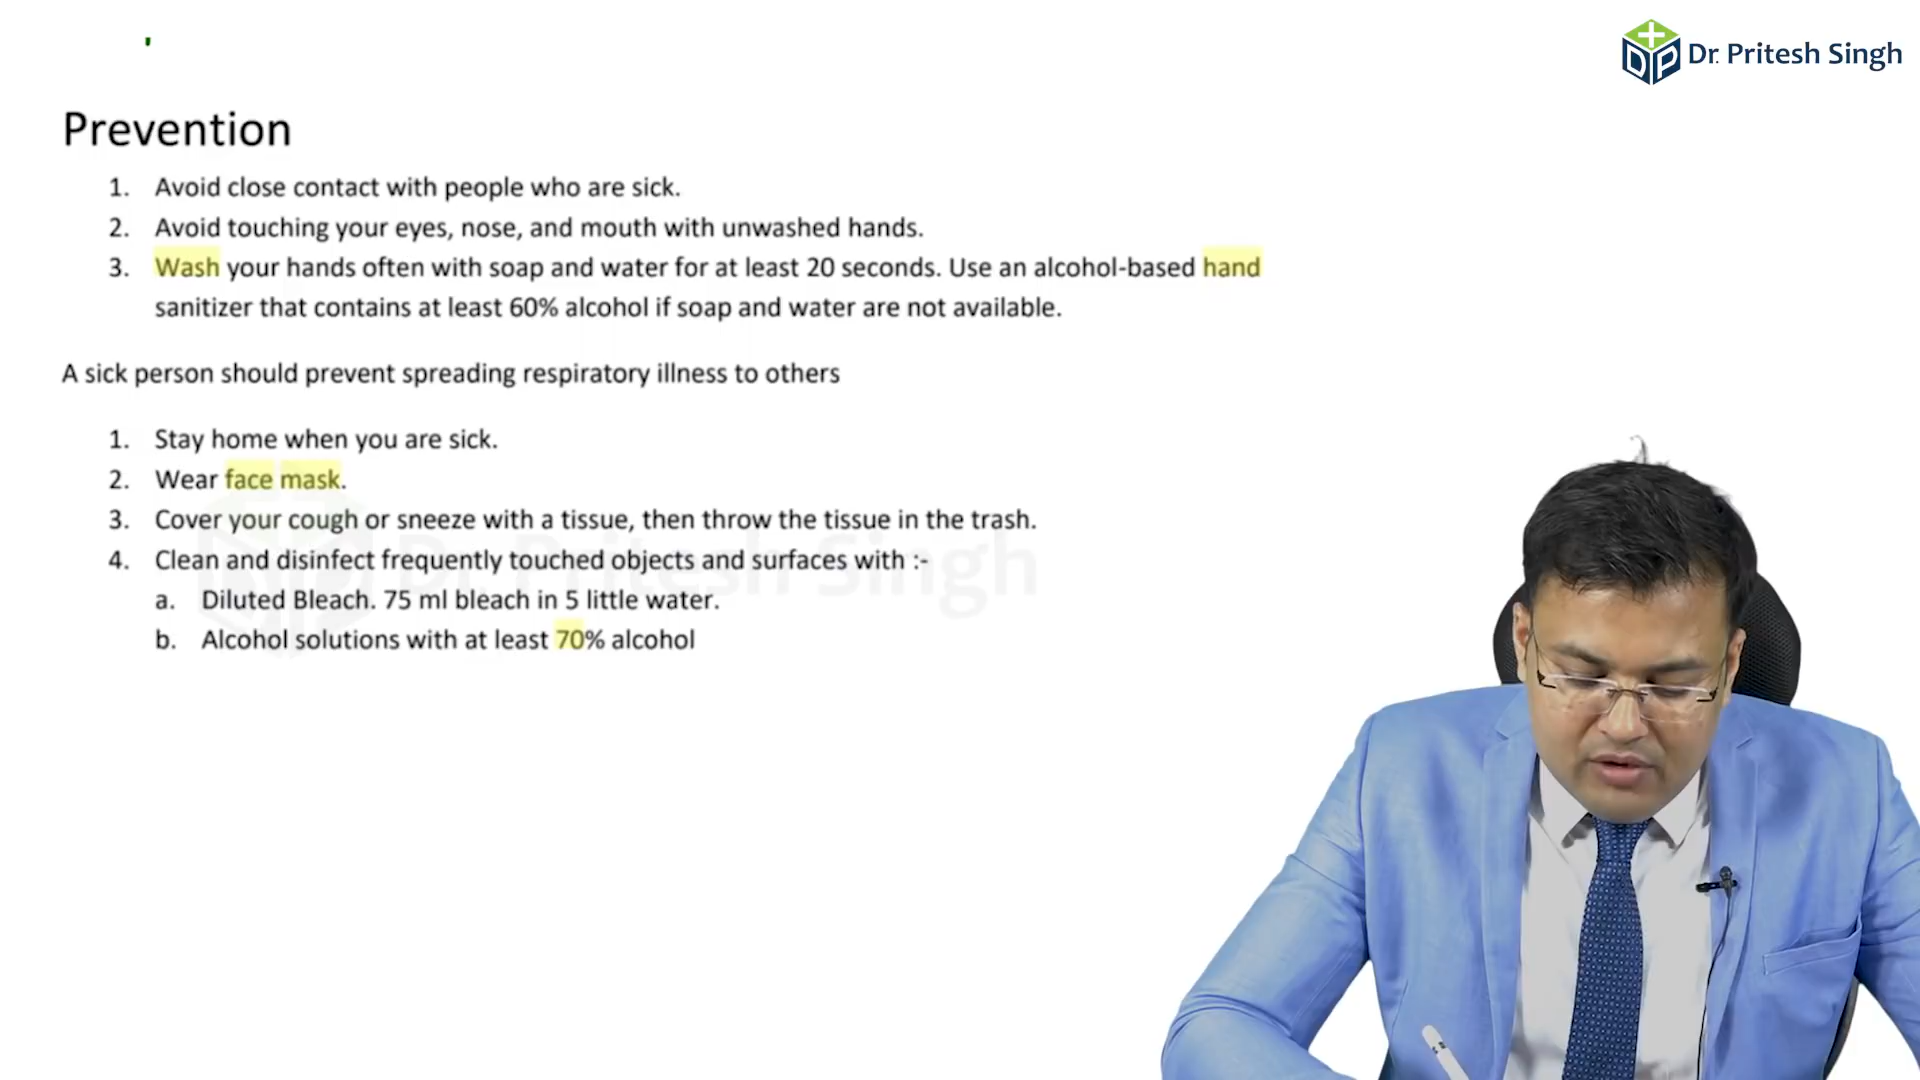 Dr. Pritesh Singh
Prevention
1. Avoid close contact with people who are sick.
2. Avoid touching your eyes, nose, and mouth with unwashed hands.
3. Wash your hands often with soap and water for at least 20 seconds. Use an alcohol-based hand
sanitizer that contains at least 60% alcohol if soap and water are not available.
A sick person should prevent spreading respiratory illness to others
1. Stay home when you are sick.
2. Wear face mask.
3. Cover your cough or sneeze with a tissue, then throw the tissue in the trash.
4. Clean and disinfect frequently touched objects and surfaces with :-
a. Diluted Bleach. 75 ml bleach in 5 little water.
b. Alcohol solutions with at least 70% alcohol
Dr. Pritesh Singh